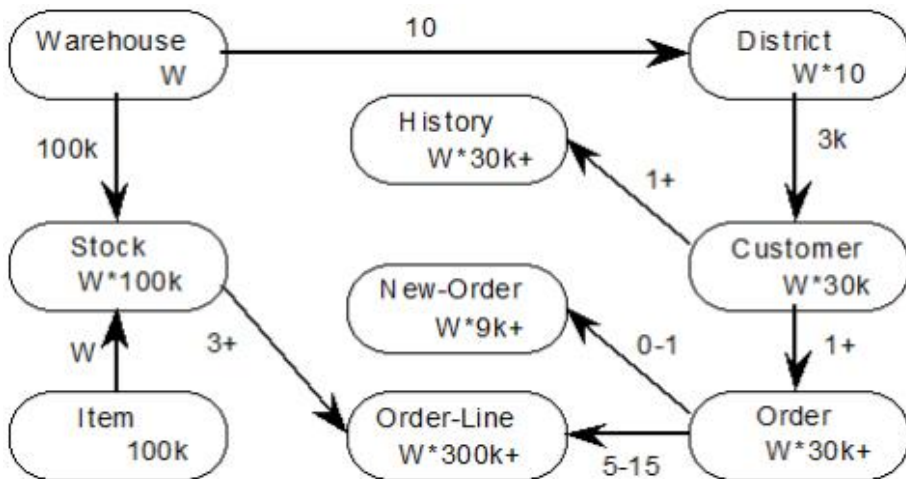 Warehouse
W
10
District
W*10
100k
History
W*30k+
3k
1+
Stock
W*100k
Customer
W*30k
New-Order
W*9k+
W
3+
0-1
1+
Item
100k
Order-Line
W*300k+
5-15
Order
W*30k+